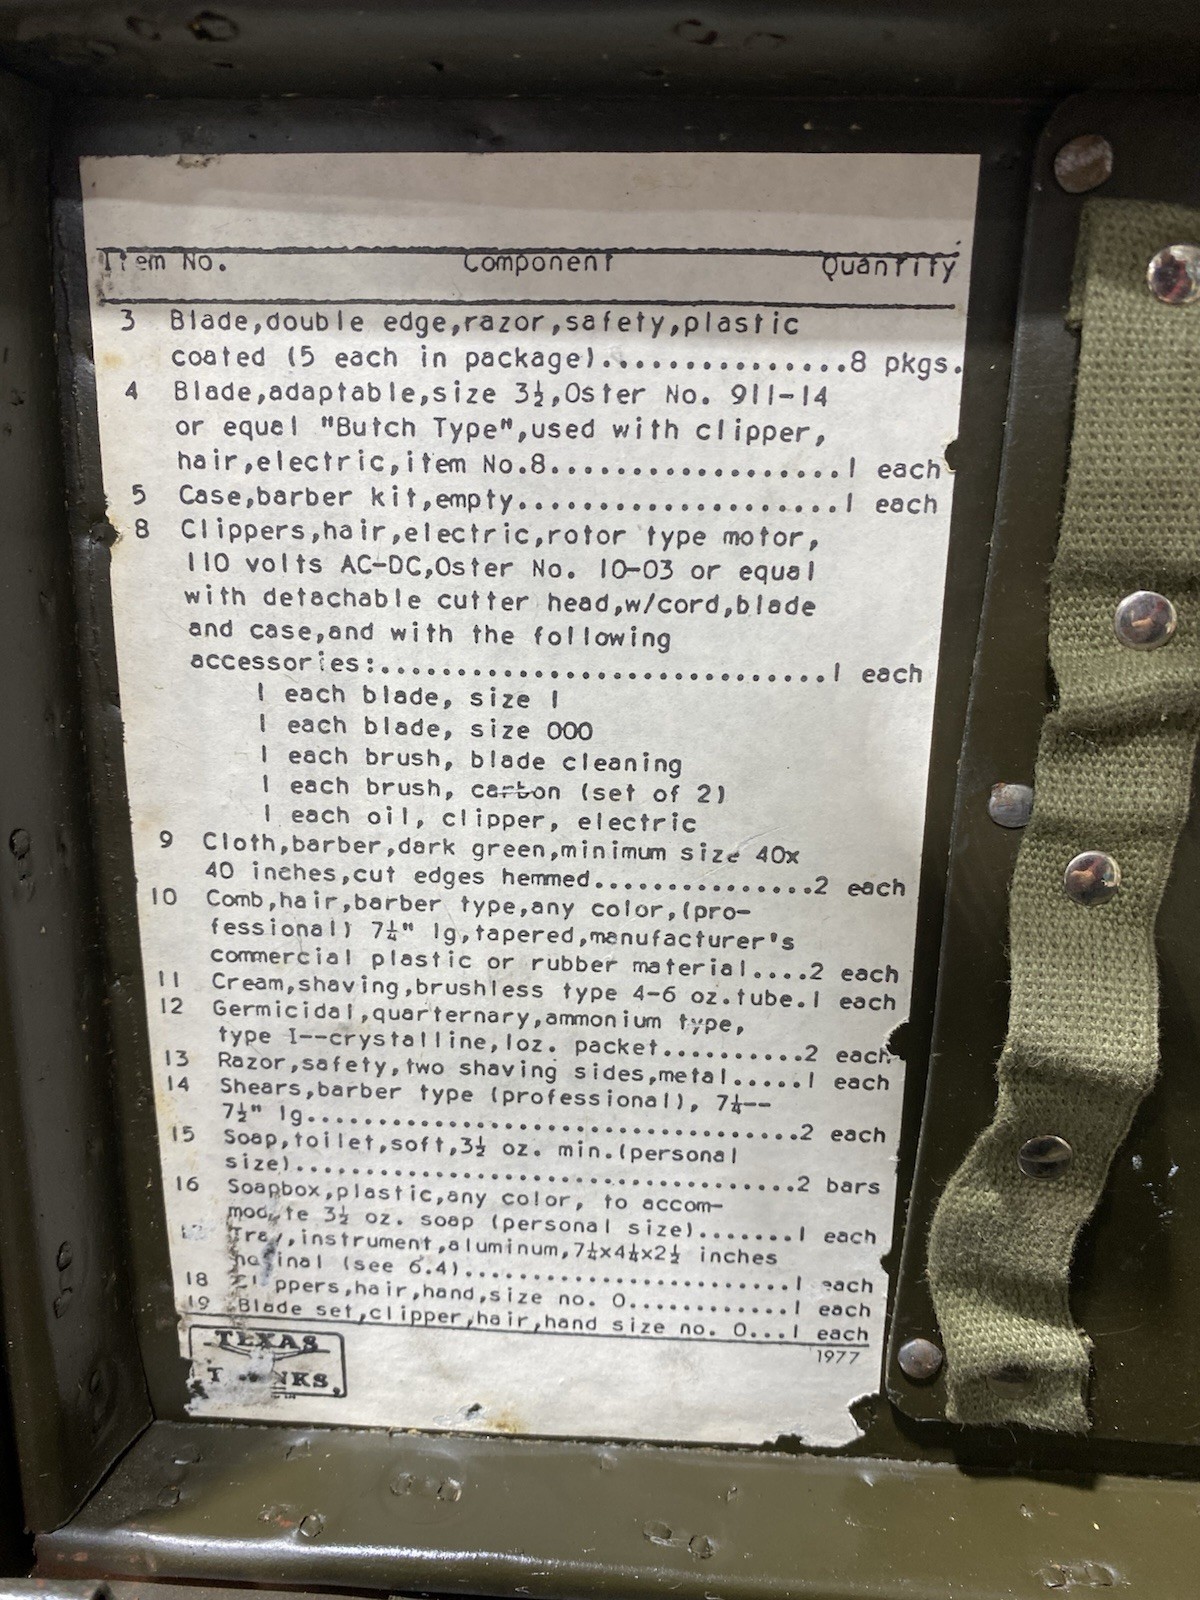 Item No. Component Quantity
3 Blade,double edge,razor,safety,plastic
coated (5 each in package)...............8 pkgs.
4 Blade,adaptable,size 3½,Oster No. 911-14
or equal "Butch Type",used with clipper,
hair,electric,item No.8..................1 each
5 Case,barber kit,empty....................1 each
8 Clippers,hair,electric,rotor type motor,
110 volts AC-DC,Oster No. 10-03 or equal
with detachable cutter head,w/cord,blade
and case,and with the following
accessories:.............................1 each
1 each blade, size 1
1 each blade, size 000
1 each brush, blade cleaning
1 each brush, carbon (set of 2)
1 each oil, clipper, electric
9 Cloth,barber,dark green,minimum size 40x
40 inches,cut edges hemmed...............2 each
10 Comb,hair,barber type,any color,(pro-
fessional) 7¼" lg,tapered,manufacturer's
commercial plastic or rubber material....2 each
11 Cream,shaving,brushless type 4-6 oz.tube.1 each
12 Germicidal,quarternary,ammonium type,
type I--crystalline,1oz. packet..........2 each
13 Razor,safety,two shaving sides,metal.....1 each
14 Shears,barber type (professional), 7¼--
7½" lg...................................2 each
15 Soap,toilet,soft,3½ oz. min.(personal
size)....................................2 bars
16 Soapbox,plastic,any color, to accom-
modate 3½ oz. soap (personal size).......1 each
Tray,instrument,aluminum,7¼x4¼x2½ inches
nominal (see 6.4)........................1 each
18 Clippers,hair,hand,size no. 0............1 each
19 Blade set,clipper,hair,hand size no. 0...1 each
TEXAS
1977